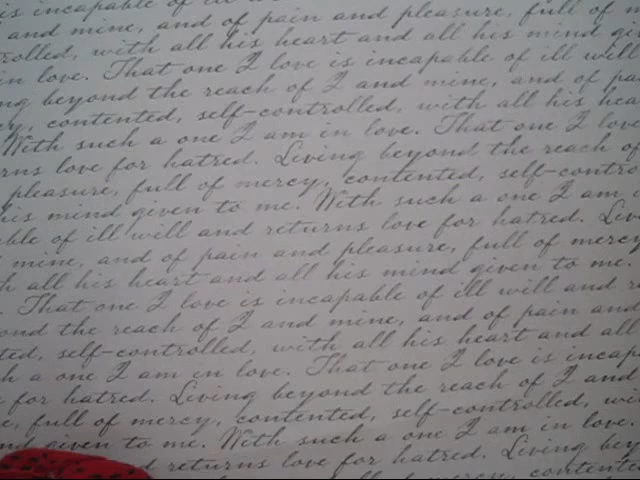 is incapable of ill
and mine, and of pain and pleasure, full of
rolled, with all his heart and all his mind
in love. That one I love is incapable of ill will
ng beyond the reach of I and mine, and of pa
cy, contented, self-controlled, with all his hea
With such a one I am in love. That one I love
rns love for hatred. Living beyond the reach of
pleasure, full of mercy, contented, self-contro
his mind given to me. With such a one I am
ble of ill will and returns love for hatred. Liv
mine, and of pain and pleasure, full of mercy
h all his heart and all his mind given to me.
That one I love is incapable of ill will and r
ond the reach of I and mine, and of pain and
ted, self-controlled, with all his heart and all
h a one I am in love. That one I love is incap
for hatred. Living beyond the reach of I and
e, full of mercy, contented, self-controlled, wi
nd given to me. With such a one I am in love.
d returns love for hatred. Living bey
mercy, contented